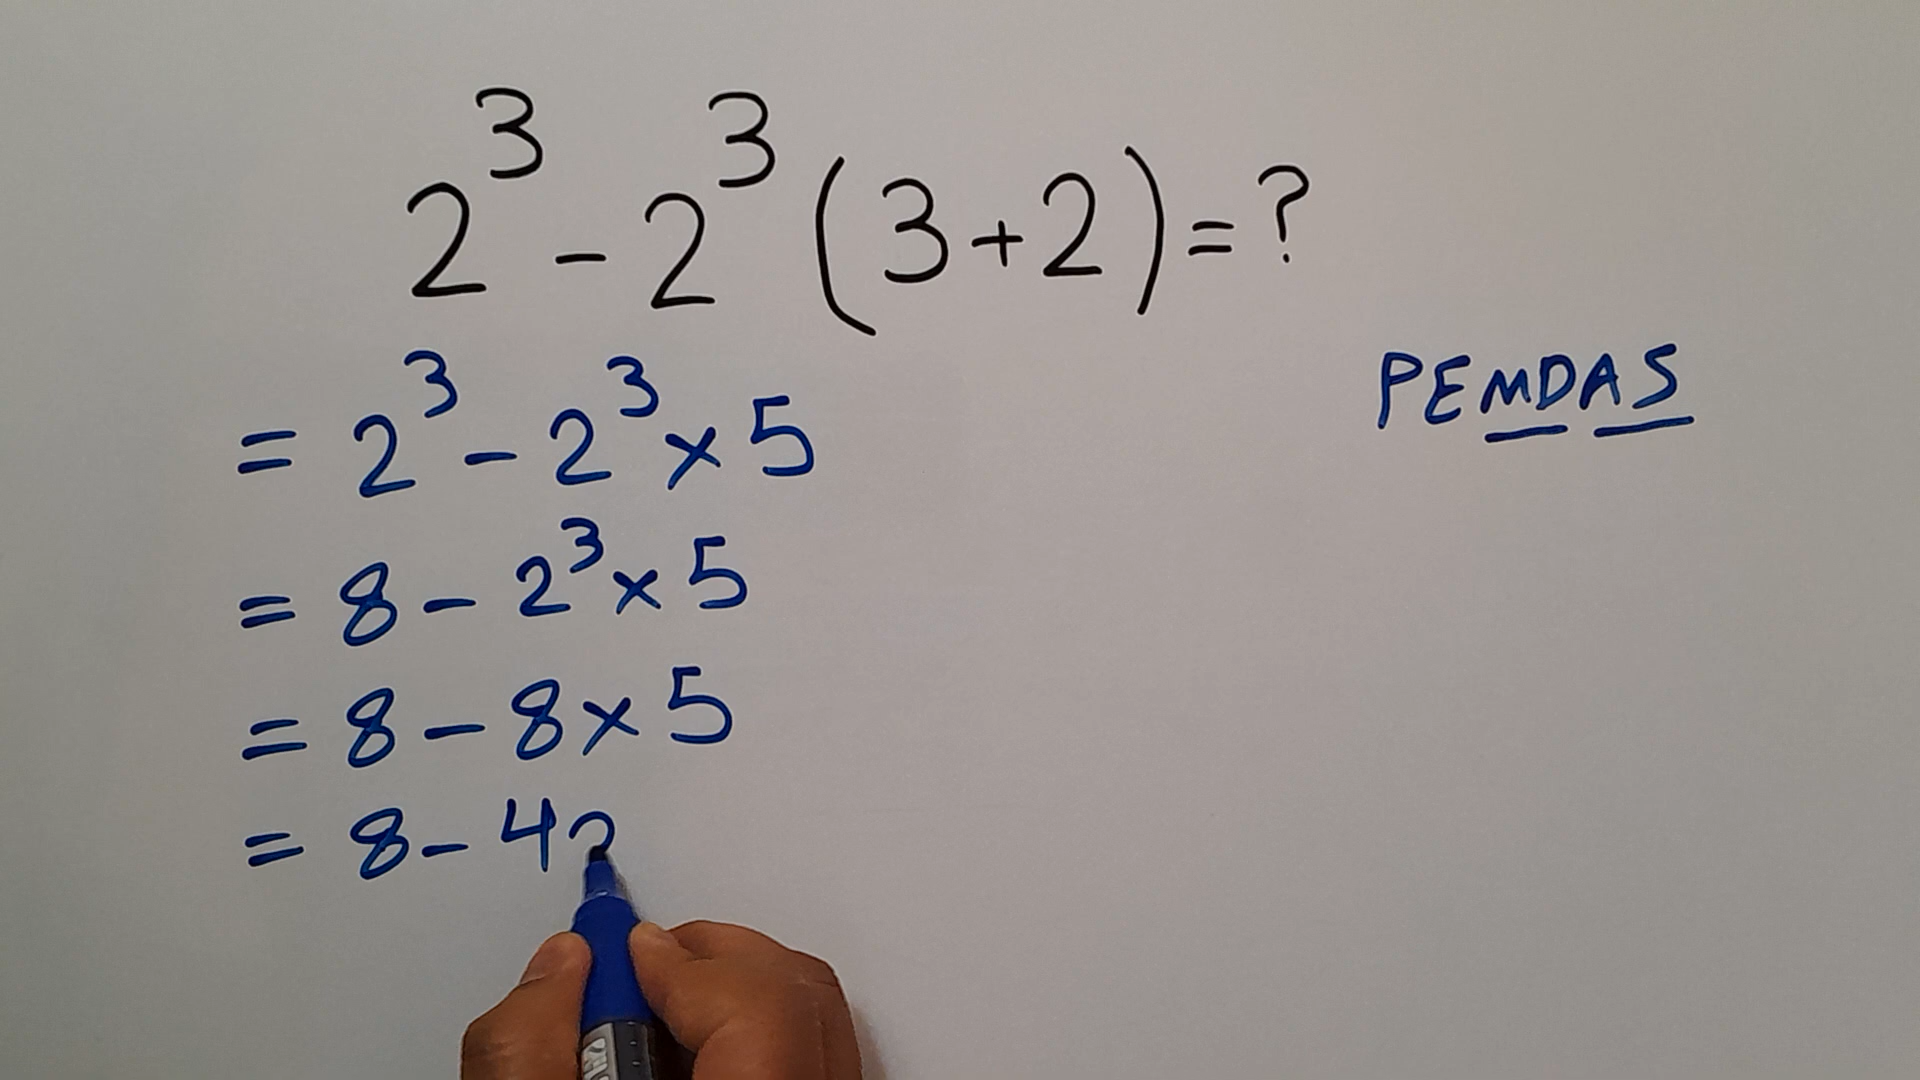 2³ - 2³ (3+2) = ?
PEMDAS
= 2³ - 2³ × 5
= 8 - 2³ × 5
= 8 - 8 × 5
= 8 - 4